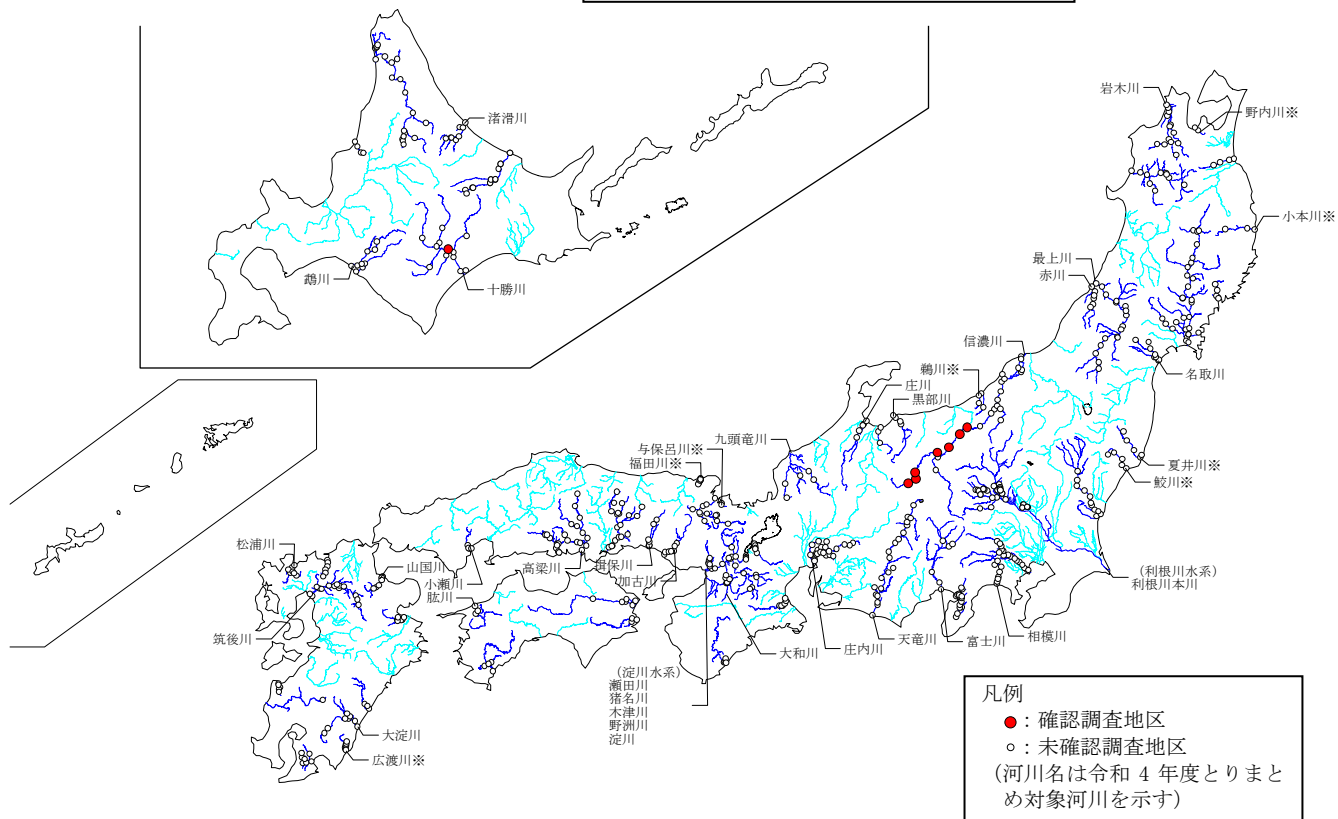 渚滑川
鵡川
十勝川
岩木川
野内川※
小本川※
最上川
赤川
信濃川
名取川
鵜川※
庄川
黒部川
九頭竜川
与保呂川※
福田川※
夏井川※
鮫川※
(利根川水系)
利根川本川
松浦川
山国川
小瀬川
肱川
高梁川
揖保川
加古川
筑後川
大淀川
広渡川※
(淀川水系)
瀬田川
猪名川
木津川
野洲川
淀川
大和川
庄内川
天竜川
富士川
相模川
凡例
●：確認調査地区
○：未確認調査地区
(河川名は令和 4 年度とりまと
め対象河川を示す)